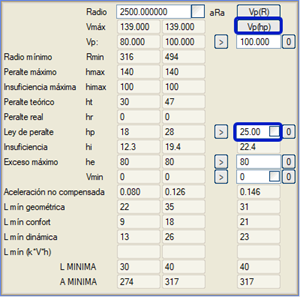 Radio 2500.000000 aRa Vp(R)
Vmáx 139.000 139.000 Vp(hp)
Vp: 80.000 100.000 > 100.000 0
Radio mínimo Rmin 316 494
Peralte máximo hmax 140 140
Insuficiencia máxima himax 100 100
Peralte teórico ht 30 47
Peralte real hr 0 0
Ley de peralte hp 18 28 > 25.00 0
Insuficiencia hi 12.3 19.4 22.4
Exceso máximo he 80 80 > 80 0
Vmin 0 0 > 0 0
Aceleración no compensada 0.080 0.126 0.146
L mín geométrica 22 35 31
L mín confort 9 18 21
L mín dinámica 13 26 23
L mín (k*V*h)
L MINIMA 30 40 40
A MINIMA 274 317 317